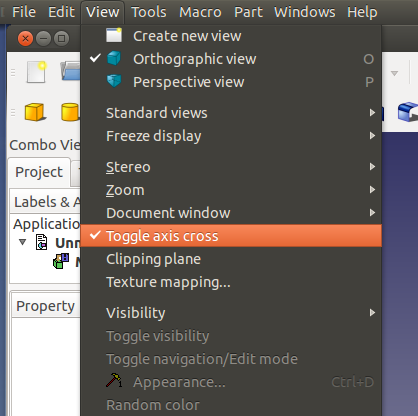 File Edit View Tools Macro Part Windows Help
Create new view
Orthographic view O
Perspective view P
Standard views
Freeze display
Combo Vie
Stereo
Project
Zoom
Labels & A
Document window
Application
Toggle axis cross
Unn
Clipping plane
Texture mapping...
Property
Visibility
Toggle visibility
Toggle navigation/Edit mode
Appearance... Ctrl+D
Random color